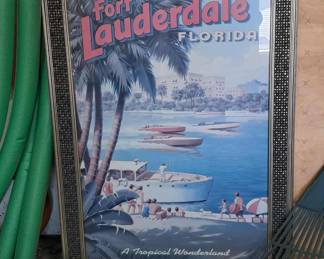 Fort
Lauderdale
FLORIDA
A Tropical Wonderland